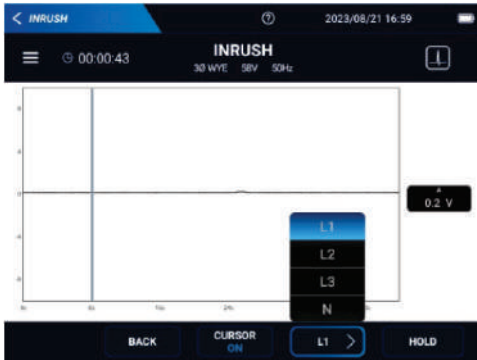 INRUSH
2023/08/21 16:59
00:00:43
INRUSH
3Ø WYE 58V 50Hz
A
0.2 V
L1
L2
L3
N
BACK
CURSOR
ON
L1
HOLD